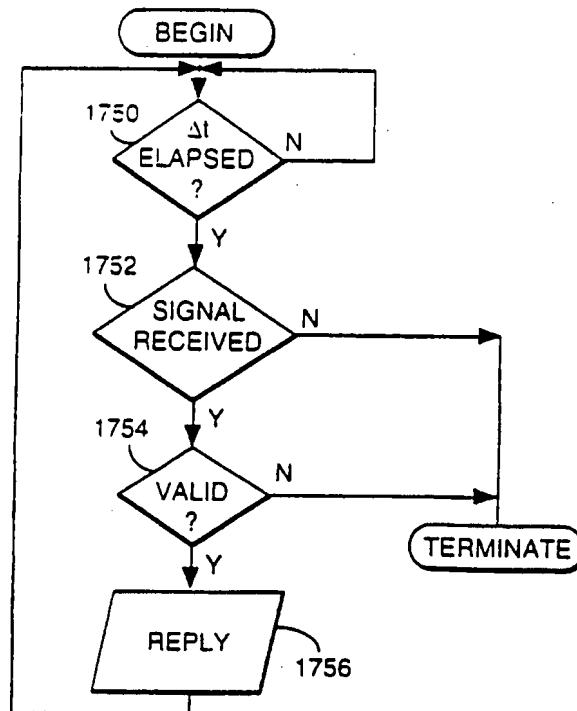 BEGIN
1750
Δt
ELAPSED
?
N
Y
1752
SIGNAL
RECEIVED
N
Y
1754
VALID
?
N
Y
TERMINATE
REPLY
1756